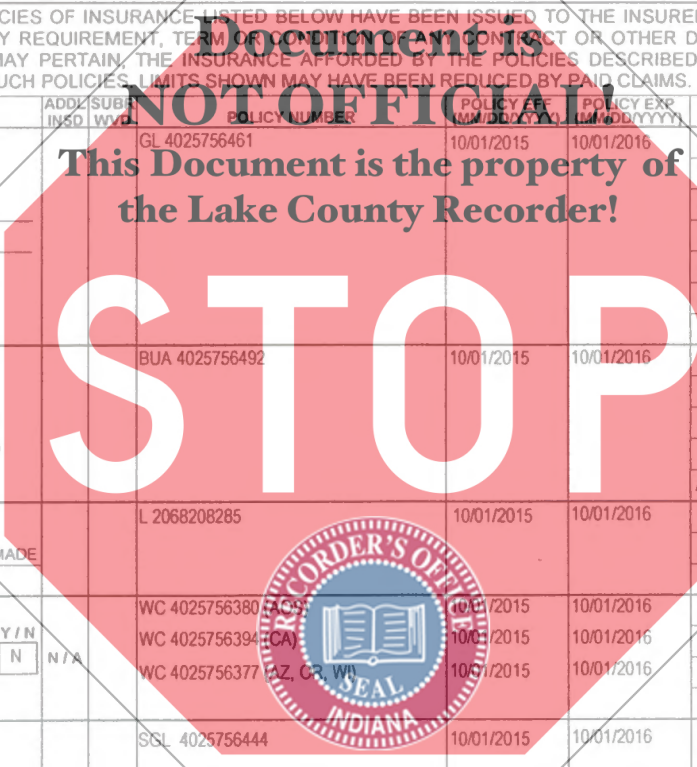 CIES OF INSURANCE LISTED BELOW HAVE BEEN ISSUED TO THE INSURE
Document is
Y REQUIREMENT, TERM OR CONDITION OF ANY CONTRACT OR OTHER D
MAY PERTAIN, THE INSURANCE AFFORDED BY THE POLICIES DESCRIBED
UCH POLICIES. LIMITS SHOWN MAY HAVE BEEN REDUCED BY PAID CLAIMS.
NOT OFFICIAL!
ADDL SUBR POLICY EFF POLICY EXP
INSD WVD POLICY NUMBER (MM/DD/YYYY) (MM/DD/YYYY)
GL 4025756461 10/01/2015 10/01/2016
This Document is the property of
the Lake County Recorder!
STOP
BUA 4025756492 10/01/2015 10/01/2016
L 2068208285 10/01/2015 10/01/2016
RECORDER'S OFFICE
MADE
WC 4025756380 (AOS) 10/01/2015 10/01/2016
Y / N
WC 4025756394 (CA) 10/01/2015 10/01/2016
N N / A
WC 4025756377 (AZ, OR, WI) 10/01/2015 10/01/2016
SEAL
INDIANA
SGL 4025756444 10/01/2015 10/01/2016